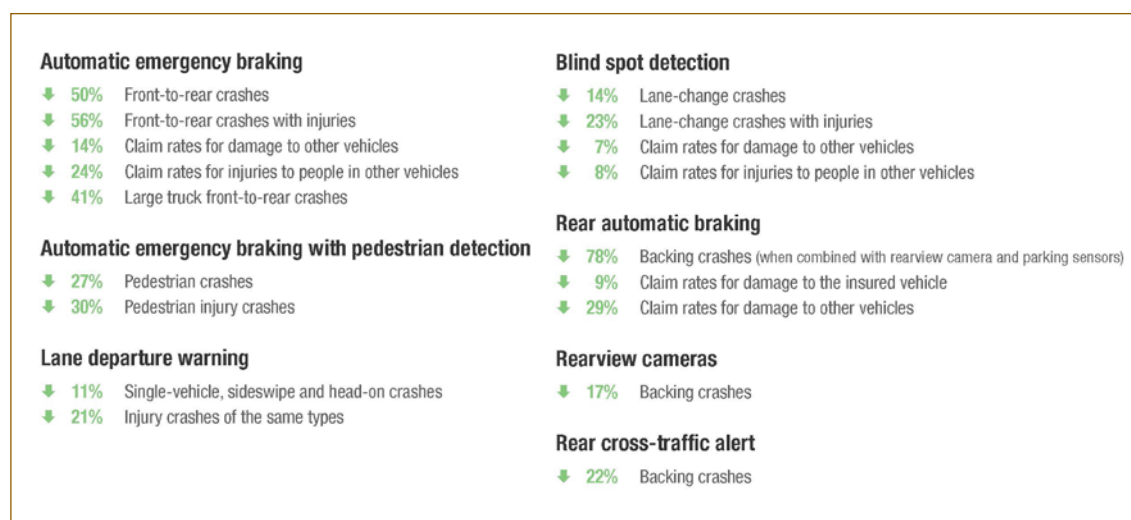 Automatic emergency braking
50% Front-to-rear crashes
56% Front-to-rear crashes with injuries
14% Claim rates for damage to other vehicles
24% Claim rates for injuries to people in other vehicles
41% Large truck front-to-rear crashes
Automatic emergency braking with pedestrian detection
27% Pedestrian crashes
30% Pedestrian injury crashes
Lane departure warning
11% Single-vehicle, sideswipe and head-on crashes
21% Injury crashes of the same types
Blind spot detection
14% Lane-change crashes
23% Lane-change crashes with injuries
7% Claim rates for damage to other vehicles
8% Claim rates for injuries to people in other vehicles
Rear automatic braking
78% Backing crashes (when combined with rearview camera and parking sensors)
9% Claim rates for damage to the insured vehicle
29% Claim rates for damage to other vehicles
Rearview cameras
17% Backing crashes
Rear cross-traffic alert
22% Backing crashes